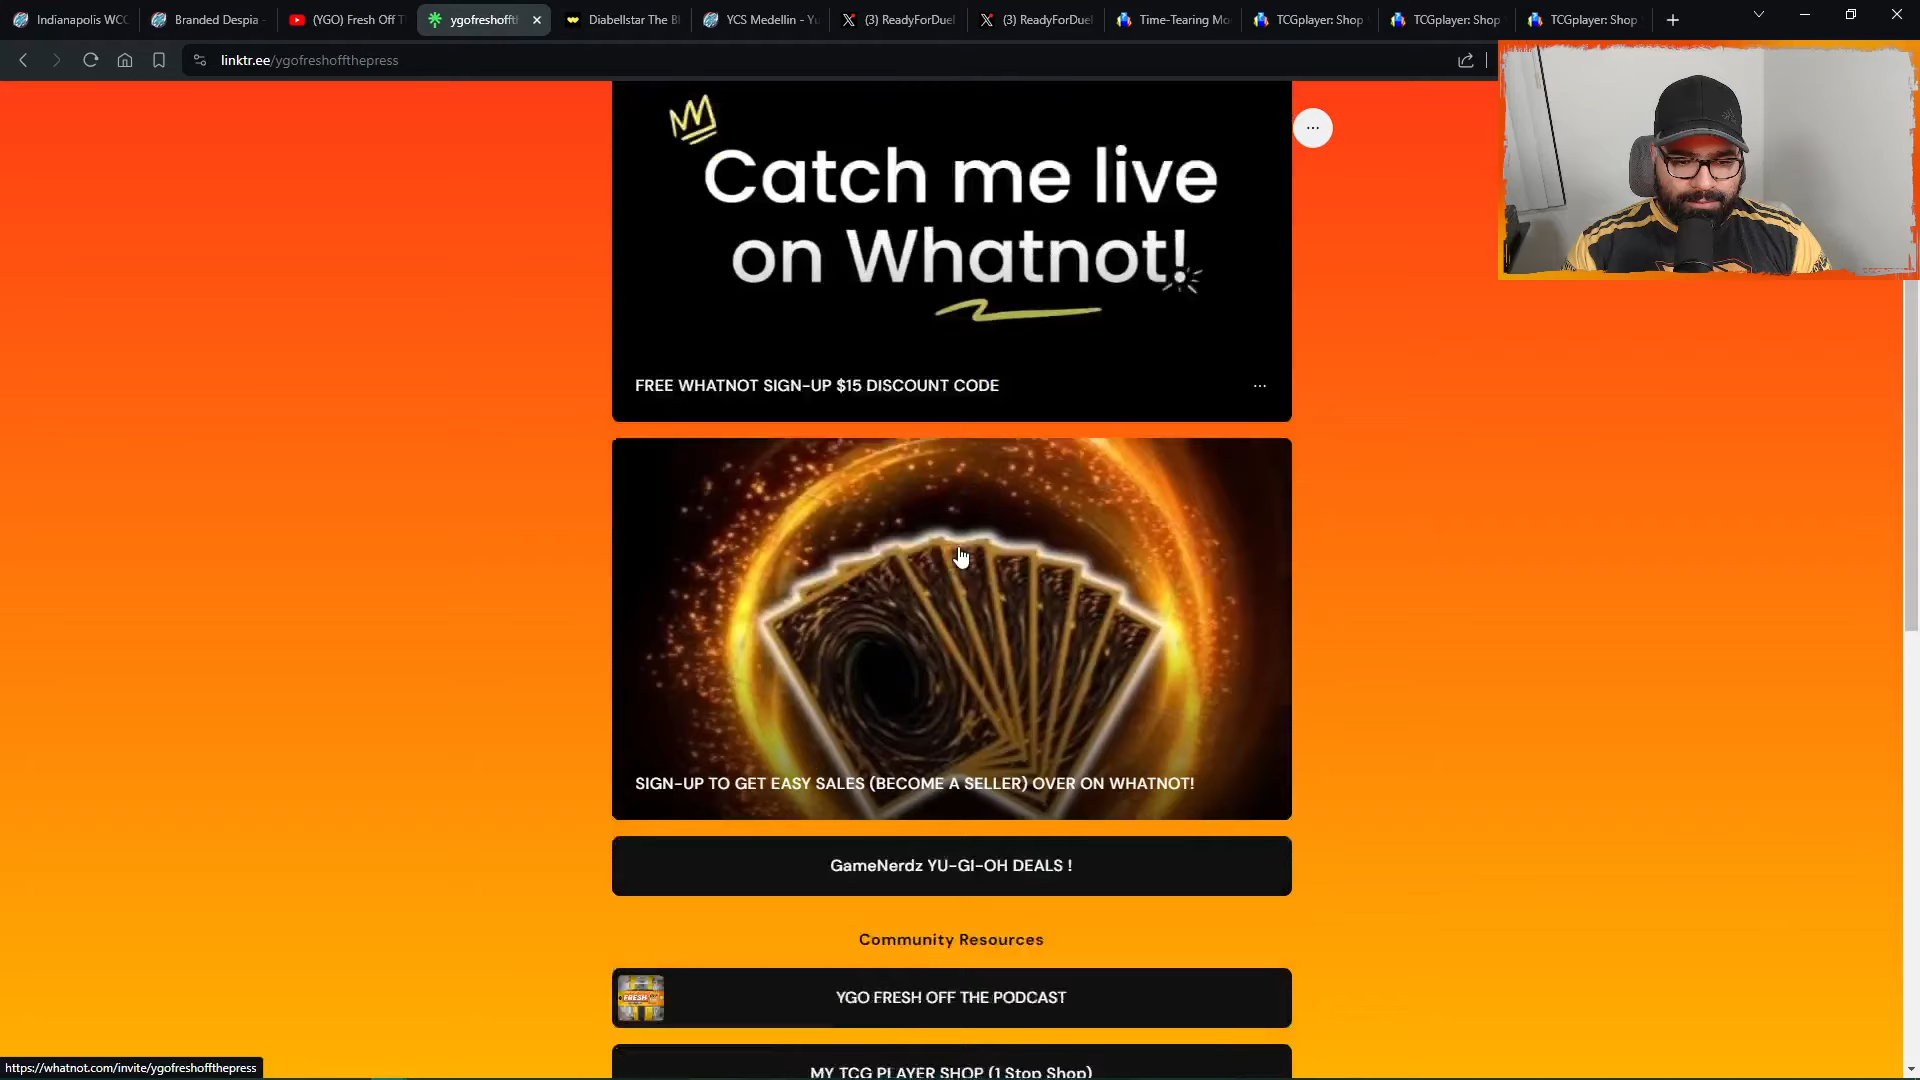 Indianapolis WCC
Branded Despia -
(YGO) Fresh Off T
ygofreshoffth
Diabellstar The Bl
YCS Medellin - Yu
(3) ReadyForDuel
(3) ReadyForDuel
Time-Tearing Mo
TCGplayer: Shop
TCGplayer: Shop
TCGplayer: Shop
linktr.ee/ygofreshoffthepress
Catch me live
on Whatnot!
FREE WHATNOT SIGN-UP $15 DISCOUNT CODE
SIGN-UP TO GET EASY SALES (BECOME A SELLER) OVER ON WHATNOT!
GameNerdz YU-GI-OH DEALS !
Community Resources
FRESH
YGO FRESH OFF THE PODCAST
MY TCG PLAYER SHOP (1 Stop Shop)
https://whatnot.com/invite/ygofreshoffthepress